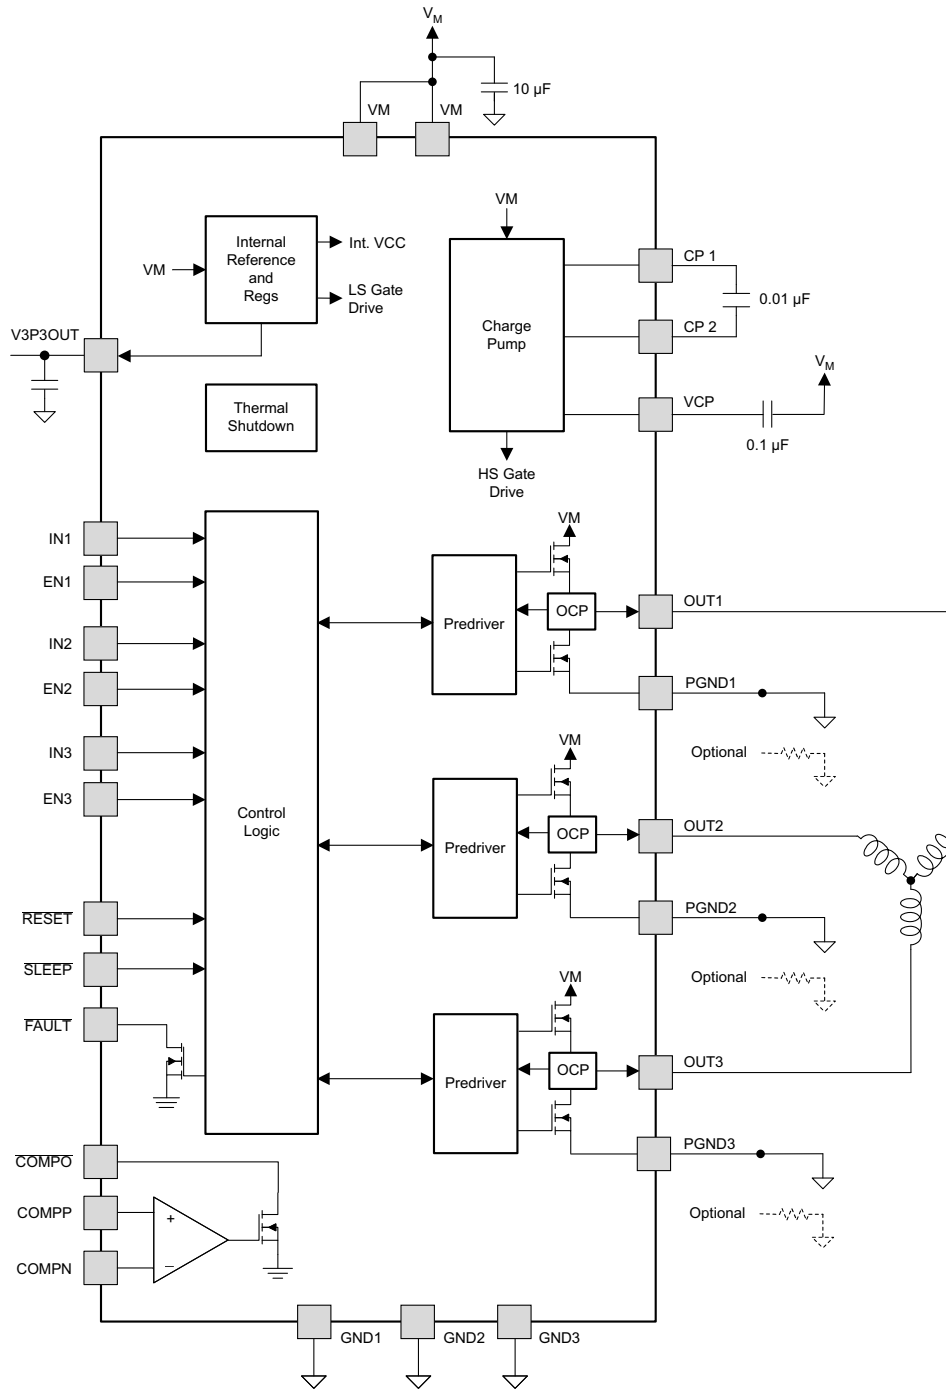 VM
10 µF
VM
VM
VM
Internal
Reference
and
Regs
Int. VCC
VM
LS Gate
Drive
CP 1
0.01 µF
Charge
Pump
CP 2
V3P3OUT
VM
Thermal
Shutdown
VCP
0.1 µF
HS Gate
Drive
IN1
EN1
IN2
EN2
IN3
EN3
RESET
SLEEP
FAULT
Control
Logic
VM
Predriver
OCP
OUT1
PGND1
Optional
VM
Predriver
OCP
OUT2
PGND2
Optional
VM
Predriver
OCP
OUT3
PGND3
Optional
COMPO
COMPP
+
COMPN
–
GND1
GND2
GND3